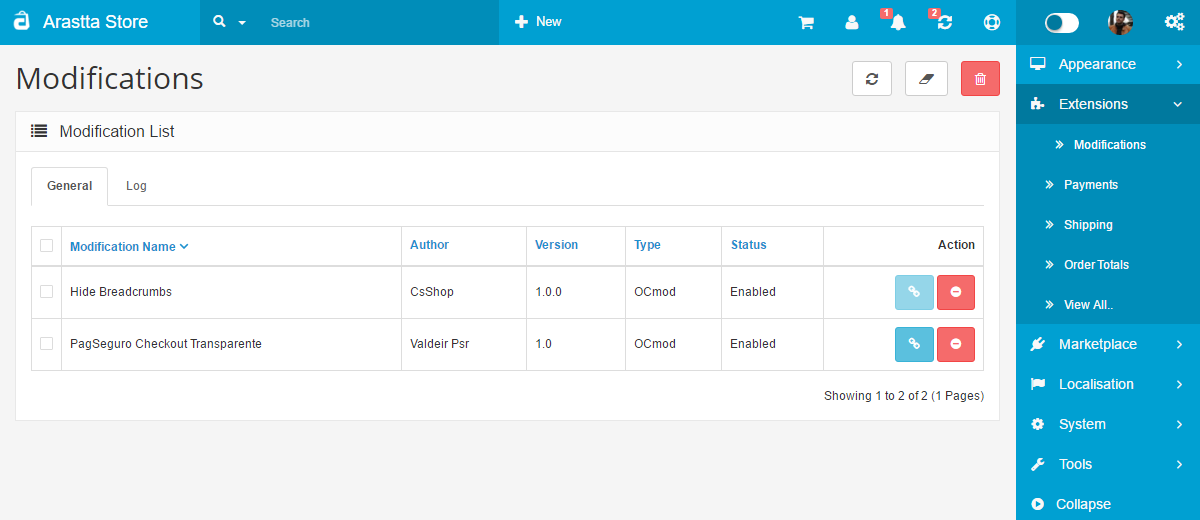 Arastta Store
Search
New
1
2
Modifications
Modification List
General Log
Modification Name Author Version Type Status Action
Hide Breadcrumbs CsShop 1.0.0 OCmod Enabled
PagSeguro Checkout Transparente Valdeir Psr 1.0 OCmod Enabled
Showing 1 to 2 of 2 (1 Pages)
Appearance
Extensions
Modifications
Payments
Shipping
Order Totals
View All..
Marketplace
Localisation
System
Tools
Collapse